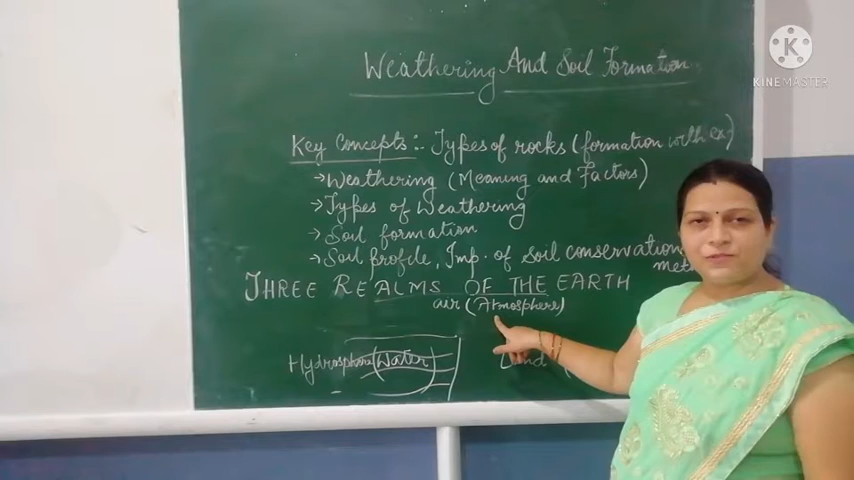 Weathering And Soil Formation
Key Concepts:- Types of rocks (formation with ex-)
→Weathering (Meaning and Factors)
→Types of Weathering
→Soil formation
→Soil profile, Imp. of soil conservation
THREE REALMS OF THE EARTH
air (Atmosphere)
Hydrosphere (Water) Land (
K
KINEMASTER